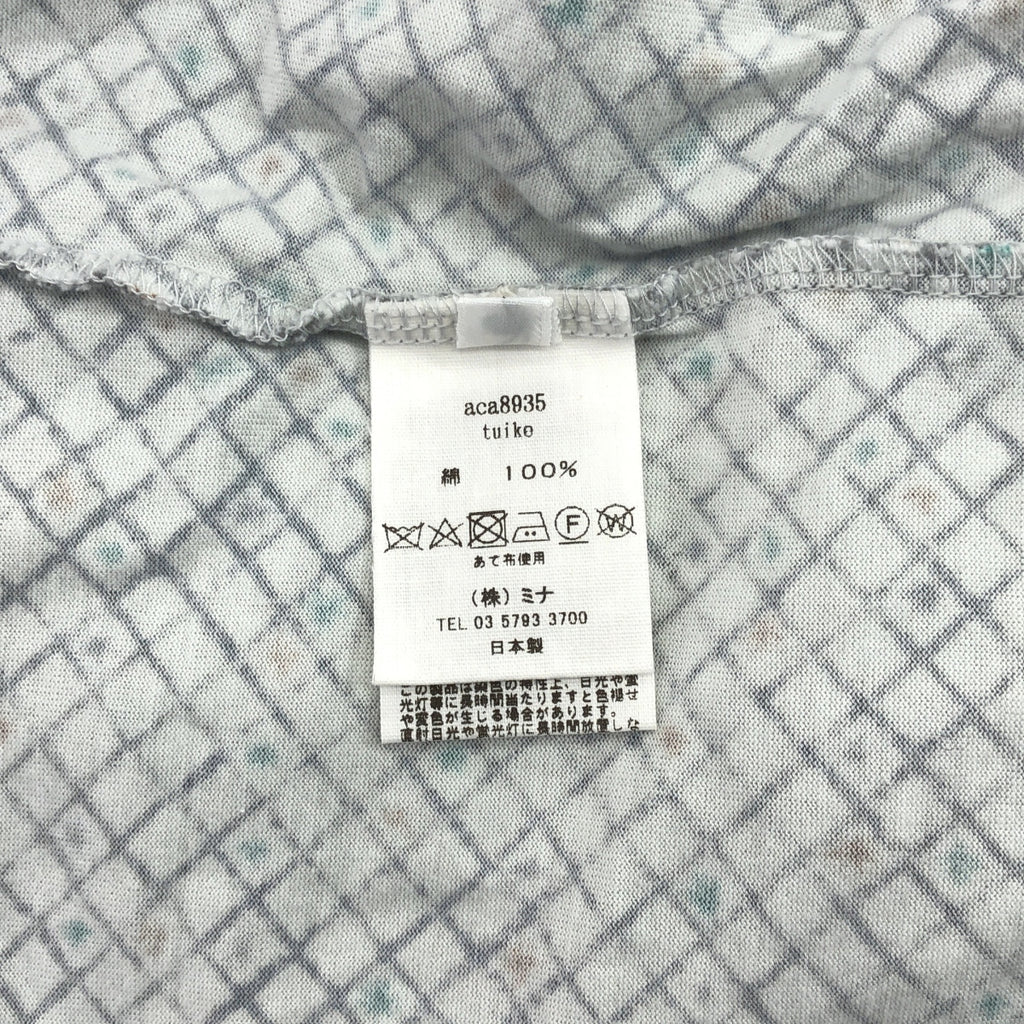 aca8935
tuiko
綿 100%
F W
あて布使用
(株)ミナ
TEL 03 5793 3700
日本製
この製品は染色の特性上、日光や蛍
光灯等に長時間当たりますと色褪せ
や変色が生じる場合があります。
直射日光や蛍光灯に長時間放置しな